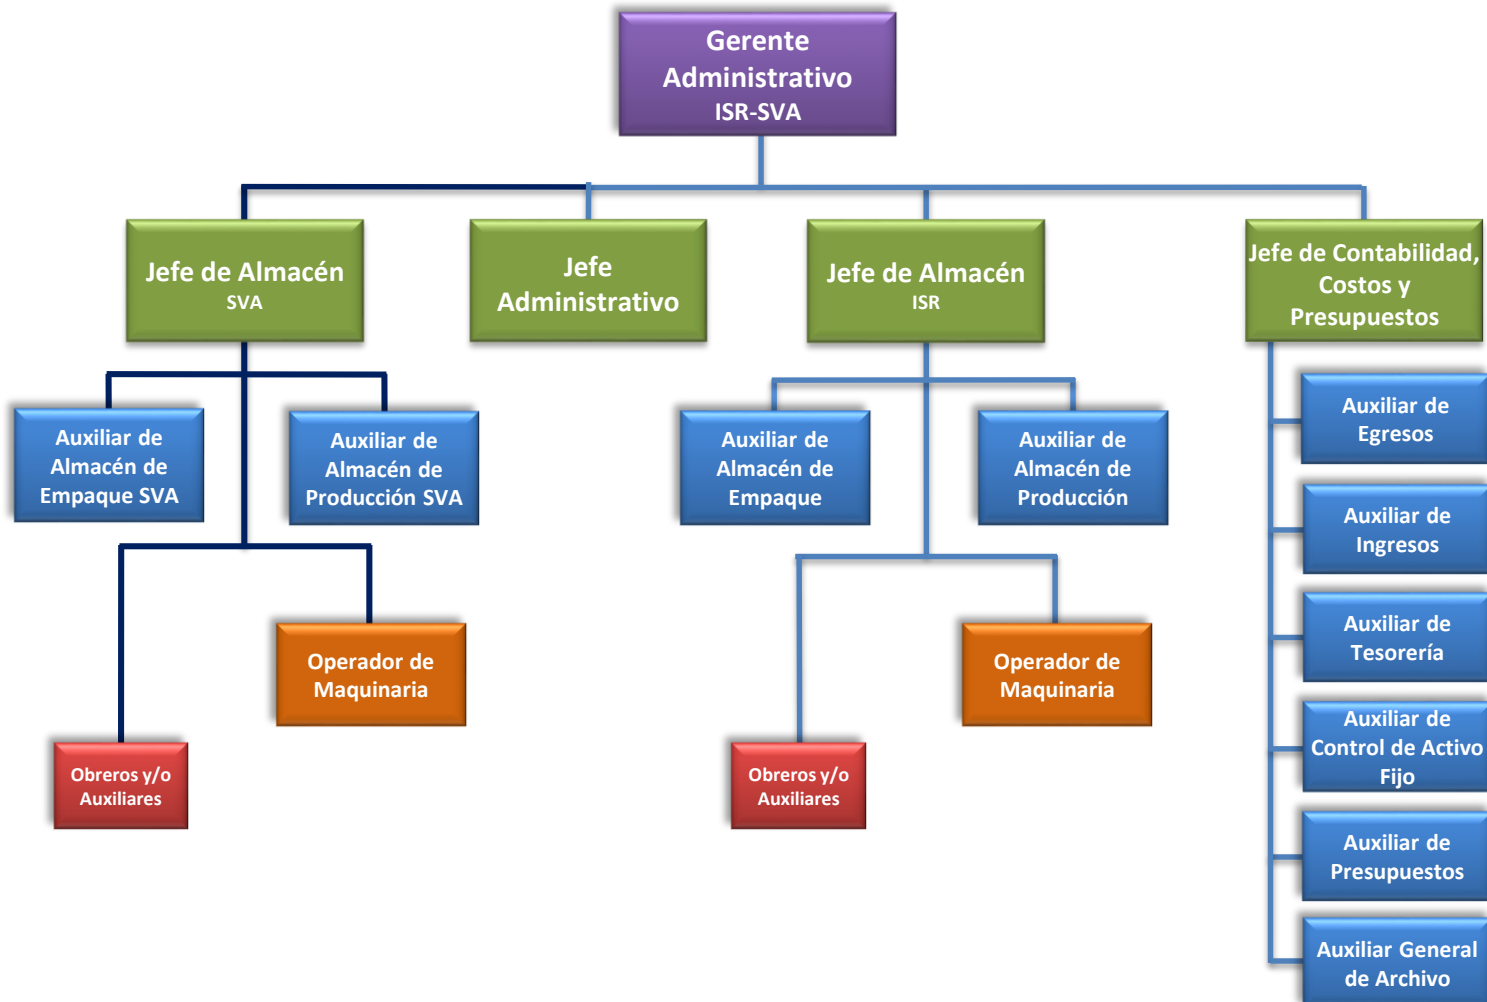 Gerente
Administrativo
ISR-SVA
Jefe de Almacén
SVA
Jefe
Administrativo
Jefe de Almacén
ISR
Jefe de Contabilidad,
Costos y
Presupuestos
Auxiliar de
Almacén de
Empaque SVA
Auxiliar de
Almacén de
Producción SVA
Auxiliar de
Almacén de
Empaque
Auxiliar de
Almacén de
Producción
Auxiliar de
Egresos
Auxiliar de
Ingresos
Operador de
Maquinaria
Operador de
Maquinaria
Auxiliar de
Tesorería
Obreros y/o
Auxiliares
Obreros y/o
Auxiliares
Auxiliar de
Control de Activo
Fijo
Auxiliar de
Presupuestos
Auxiliar General
de Archivo